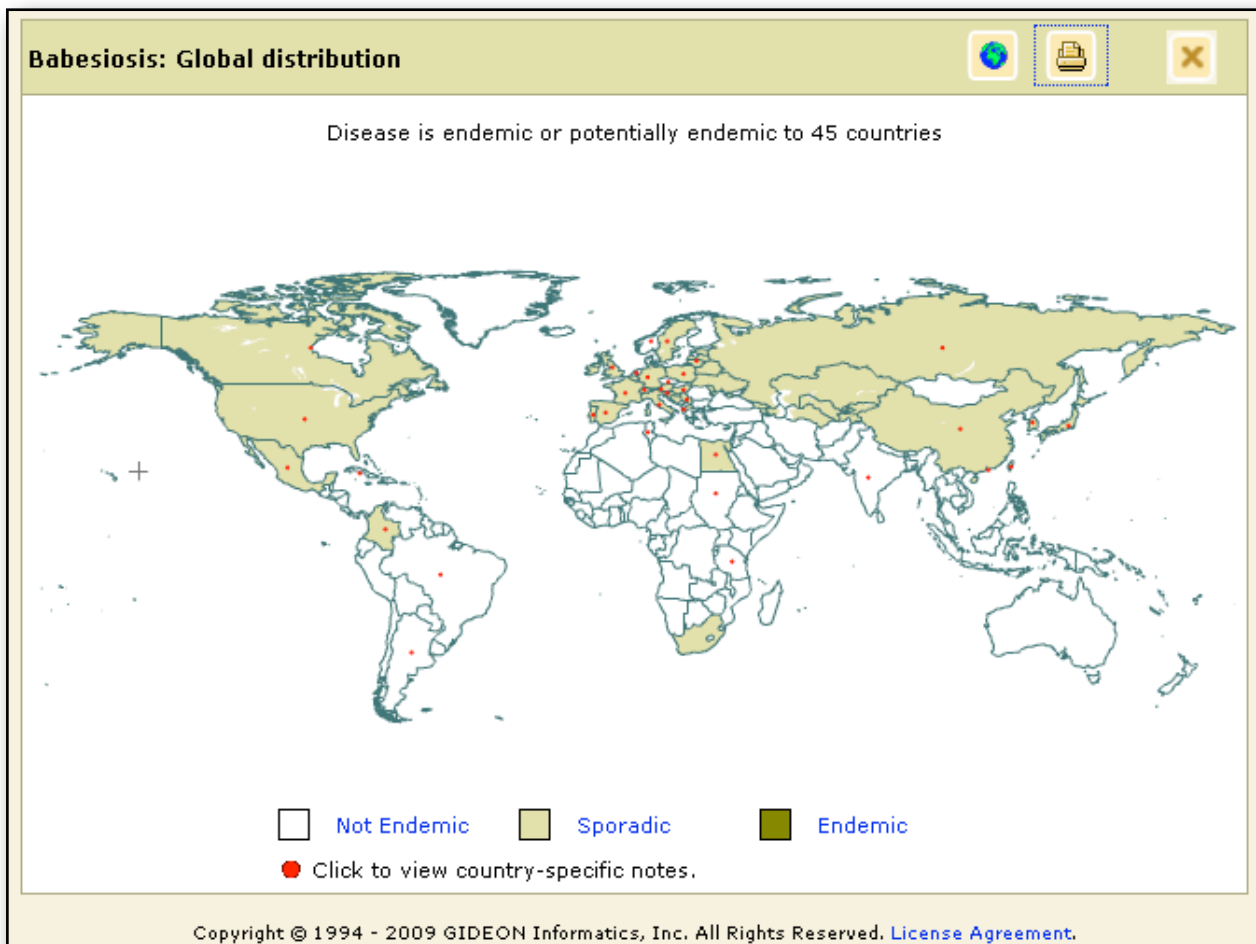 Babesiosis: Global distribution
Disease is endemic or potentially endemic to 45 countries
Not Endemic Sporadic Endemic
Click to view country-specific notes.
Copyright © 1994 - 2009 GIDEON Informatics, Inc. All Rights Reserved. License Agreement.